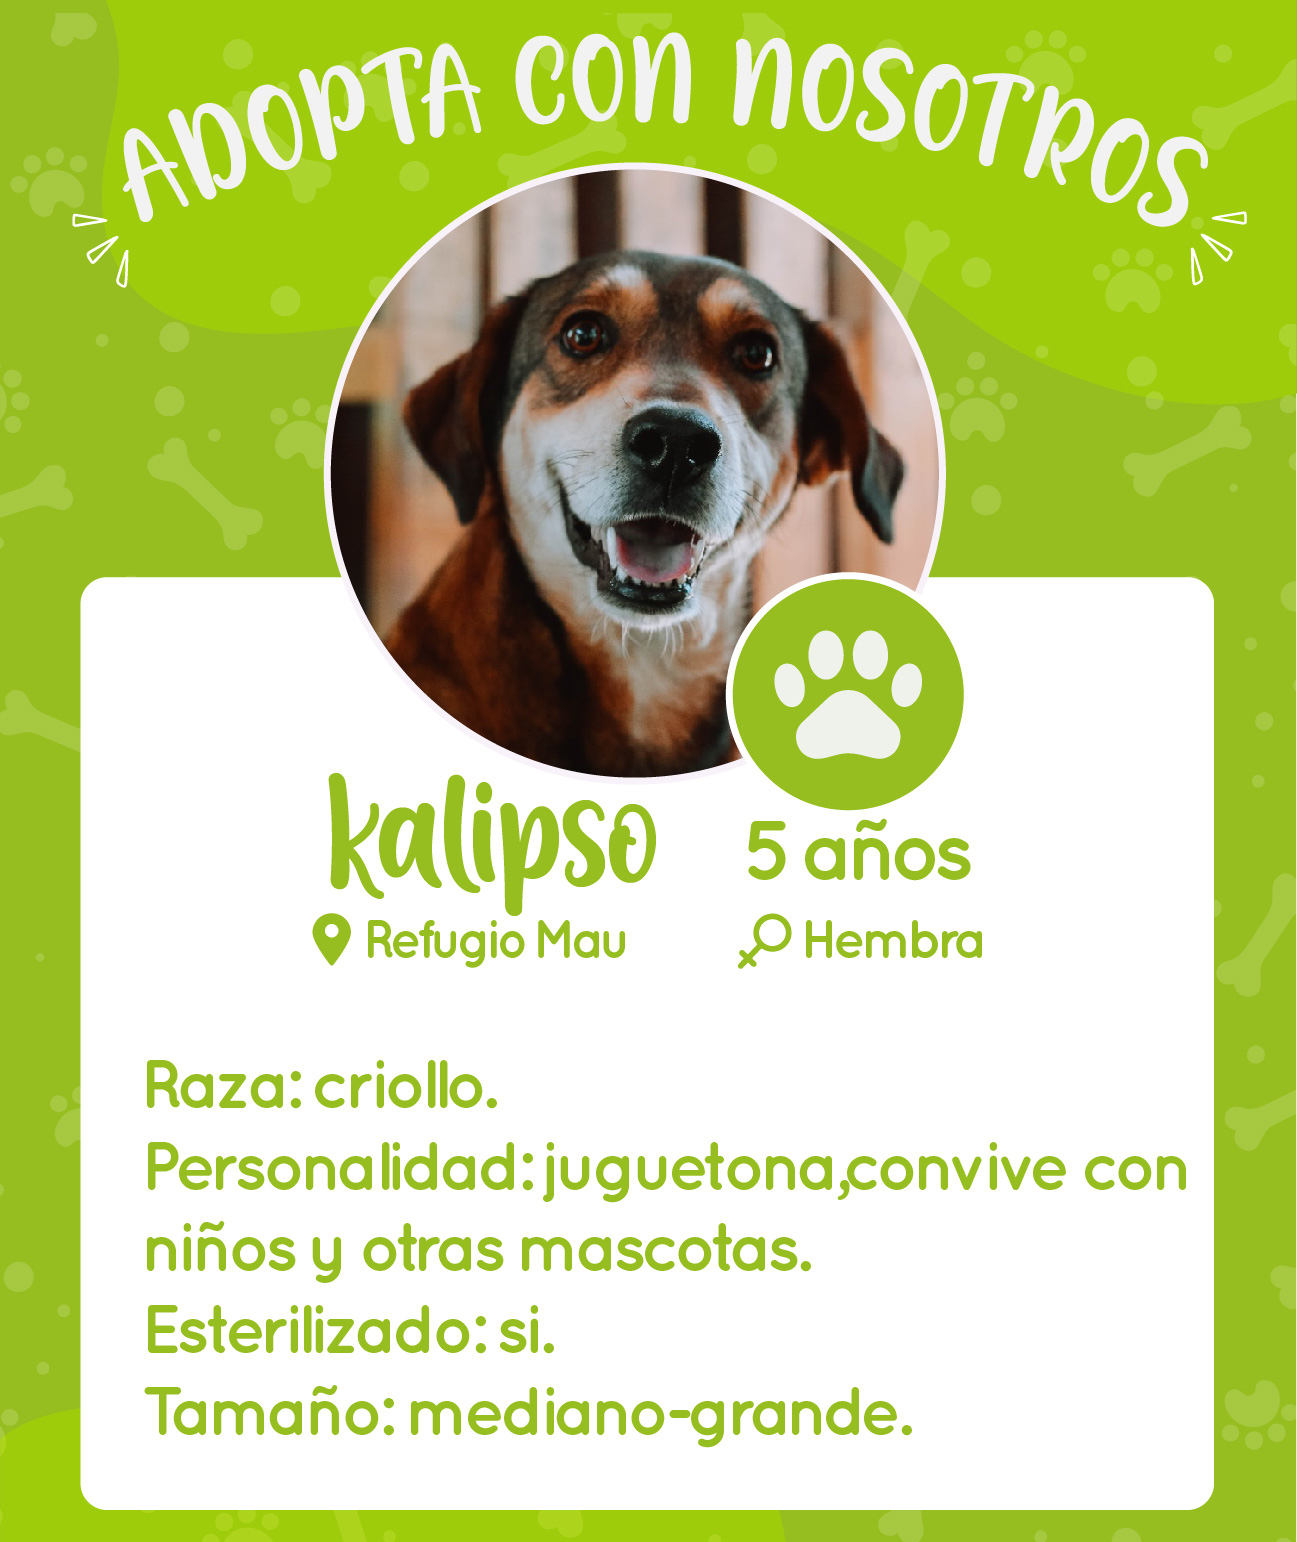 ADOPTA CON NOSOTROS
kalipso
5 años
Refugio Mau
Hembra
Raza: criollo.
Personalidad: juguetona,convive con
niños y otras mascotas.
Esterilizado: si.
Tamaño: mediano-grande.